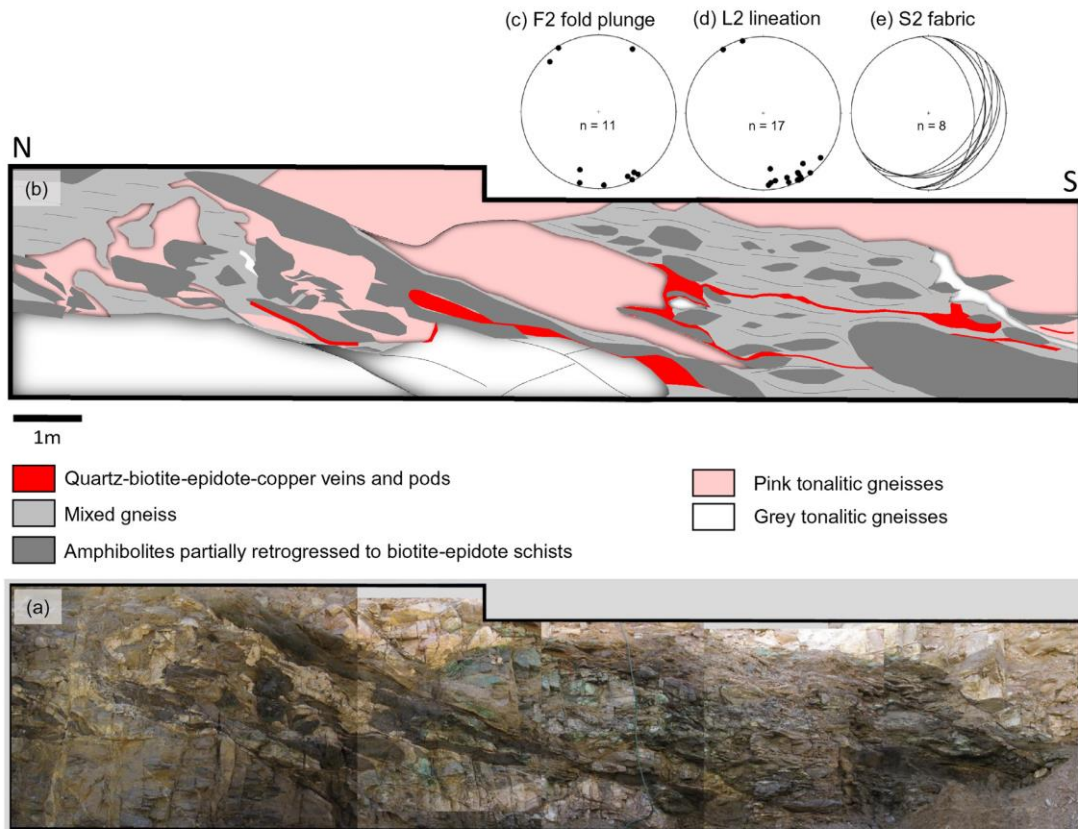 (c) F2 fold plunge
(d) L2 lineation
(e) S2 fabric
n = 11
n = 17
n = 8
N
S
(b)
1m
Quartz-biotite-epidote-copper veins and pods
Mixed gneiss
Amphibolites partially retrogressed to biotite-epidote schists
Pink tonalitic gneisses
Grey tonalitic gneisses
(a)